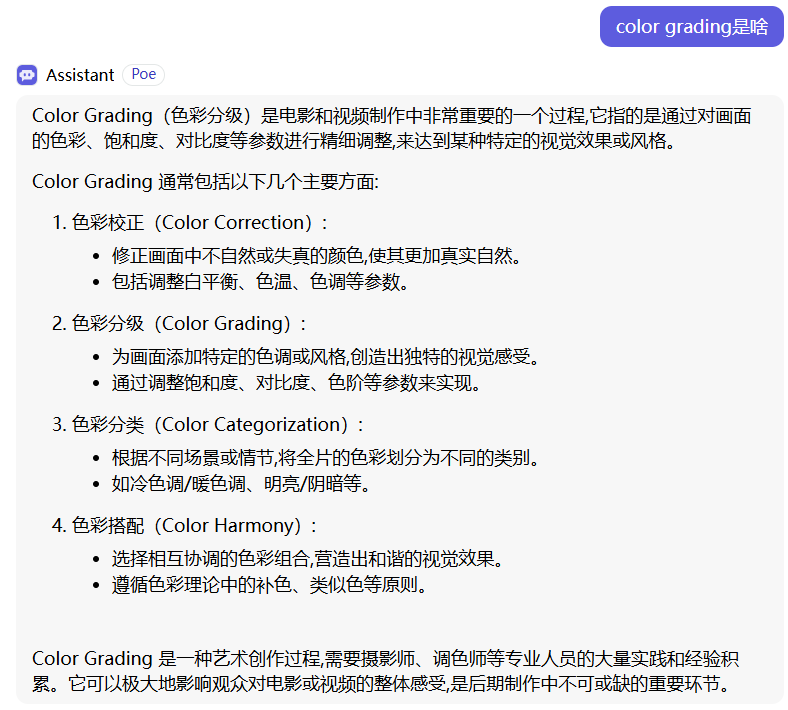 color grading是啥
Assistant Poe
Color Grading（色彩分级）是电影和视频制作中非常重要的一个过程,它指的是通过对画面
的色彩、饱和度、对比度等参数进行精细调整,来达到某种特定的视觉效果或风格。
Color Grading 通常包括以下几个主要方面:
1. 色彩校正（Color Correction）:
• 修正画面中不自然或失真的颜色,使其更加真实自然。
• 包括调整白平衡、色温、色调等参数。
2. 色彩分级（Color Grading）:
• 为画面添加特定的色调或风格,创造出独特的视觉感受。
• 通过调整饱和度、对比度、色阶等参数来实现。
3. 色彩分类（Color Categorization）:
• 根据不同场景或情节,将全片的色彩划分为不同的类别。
• 如冷色调/暖色调、明亮/阴暗等。
4. 色彩搭配（Color Harmony）:
• 选择相互协调的色彩组合,营造出和谐的视觉效果。
• 遵循色彩理论中的补色、类似色等原则。
Color Grading 是一种艺术创作过程,需要摄影师、调色师等专业人员的大量实践和经验积
累。它可以极大地影响观众对电影或视频的整体感受,是后期制作中不可或缺的重要环节。